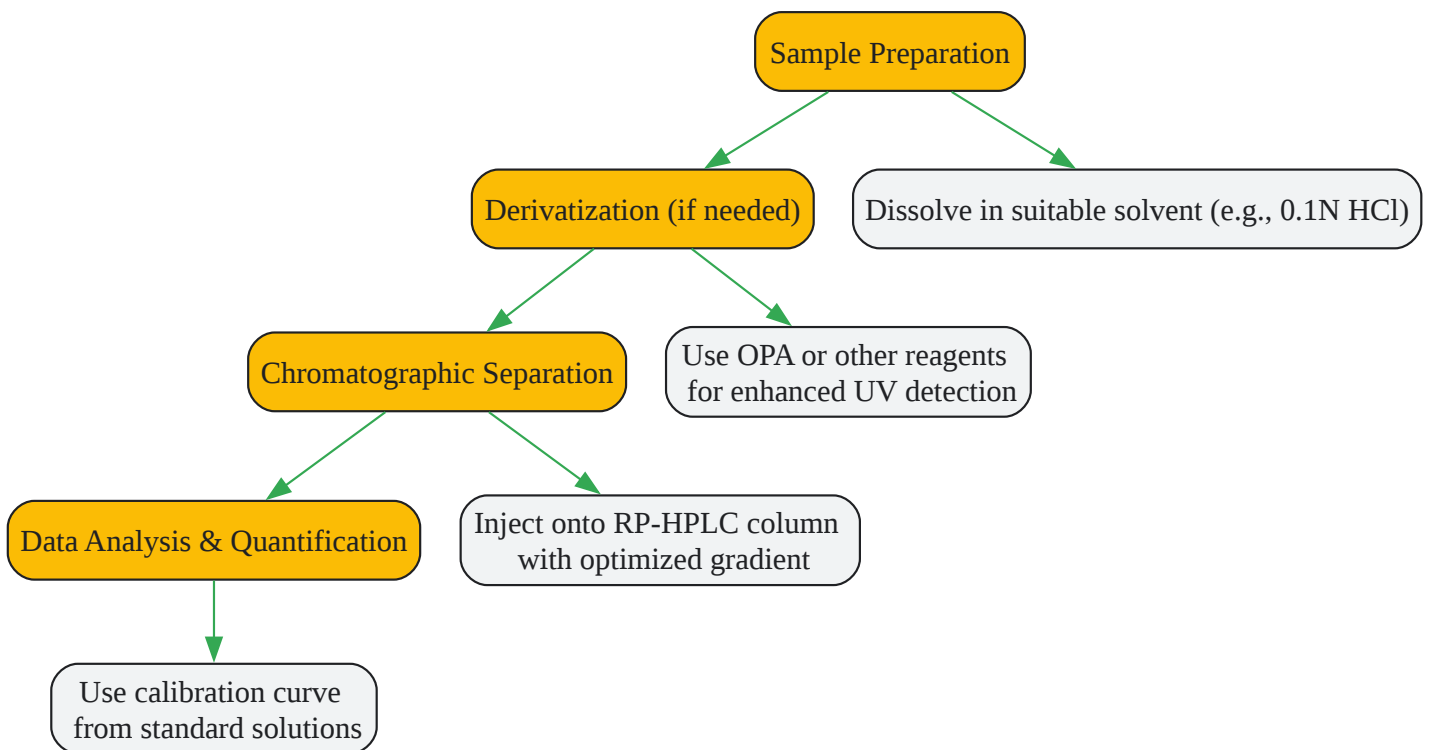 Sample Preparation
Derivatization (if needed)
Dissolve in suitable solvent (e.g., 0.1N HCl)
Chromatographic Separation
Use OPA or other reagents
for enhanced UV detection
Data Analysis & Quantification
Inject onto RP-HPLC column
with optimized gradient
Use calibration curve
from standard solutions